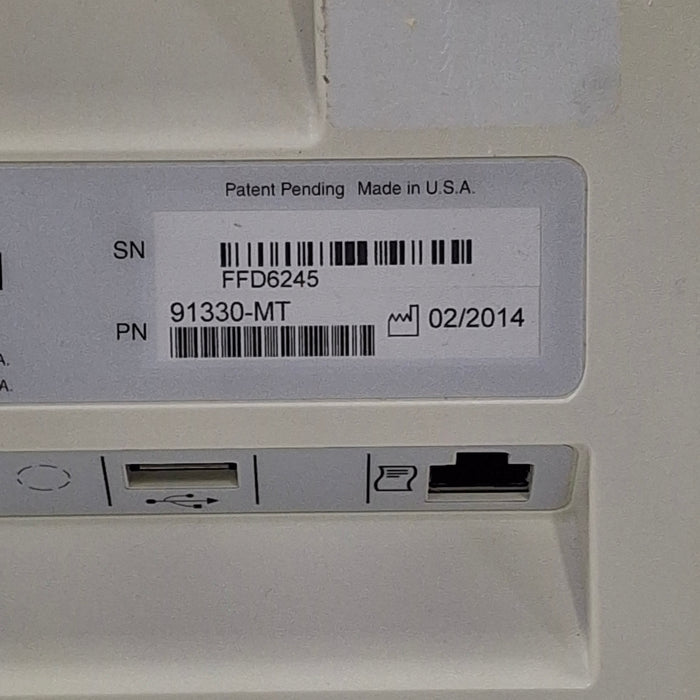 Patent Pending Made in U.S.A.
SN
FFD6245
91330-MT
PN
02/2014
A.
A.